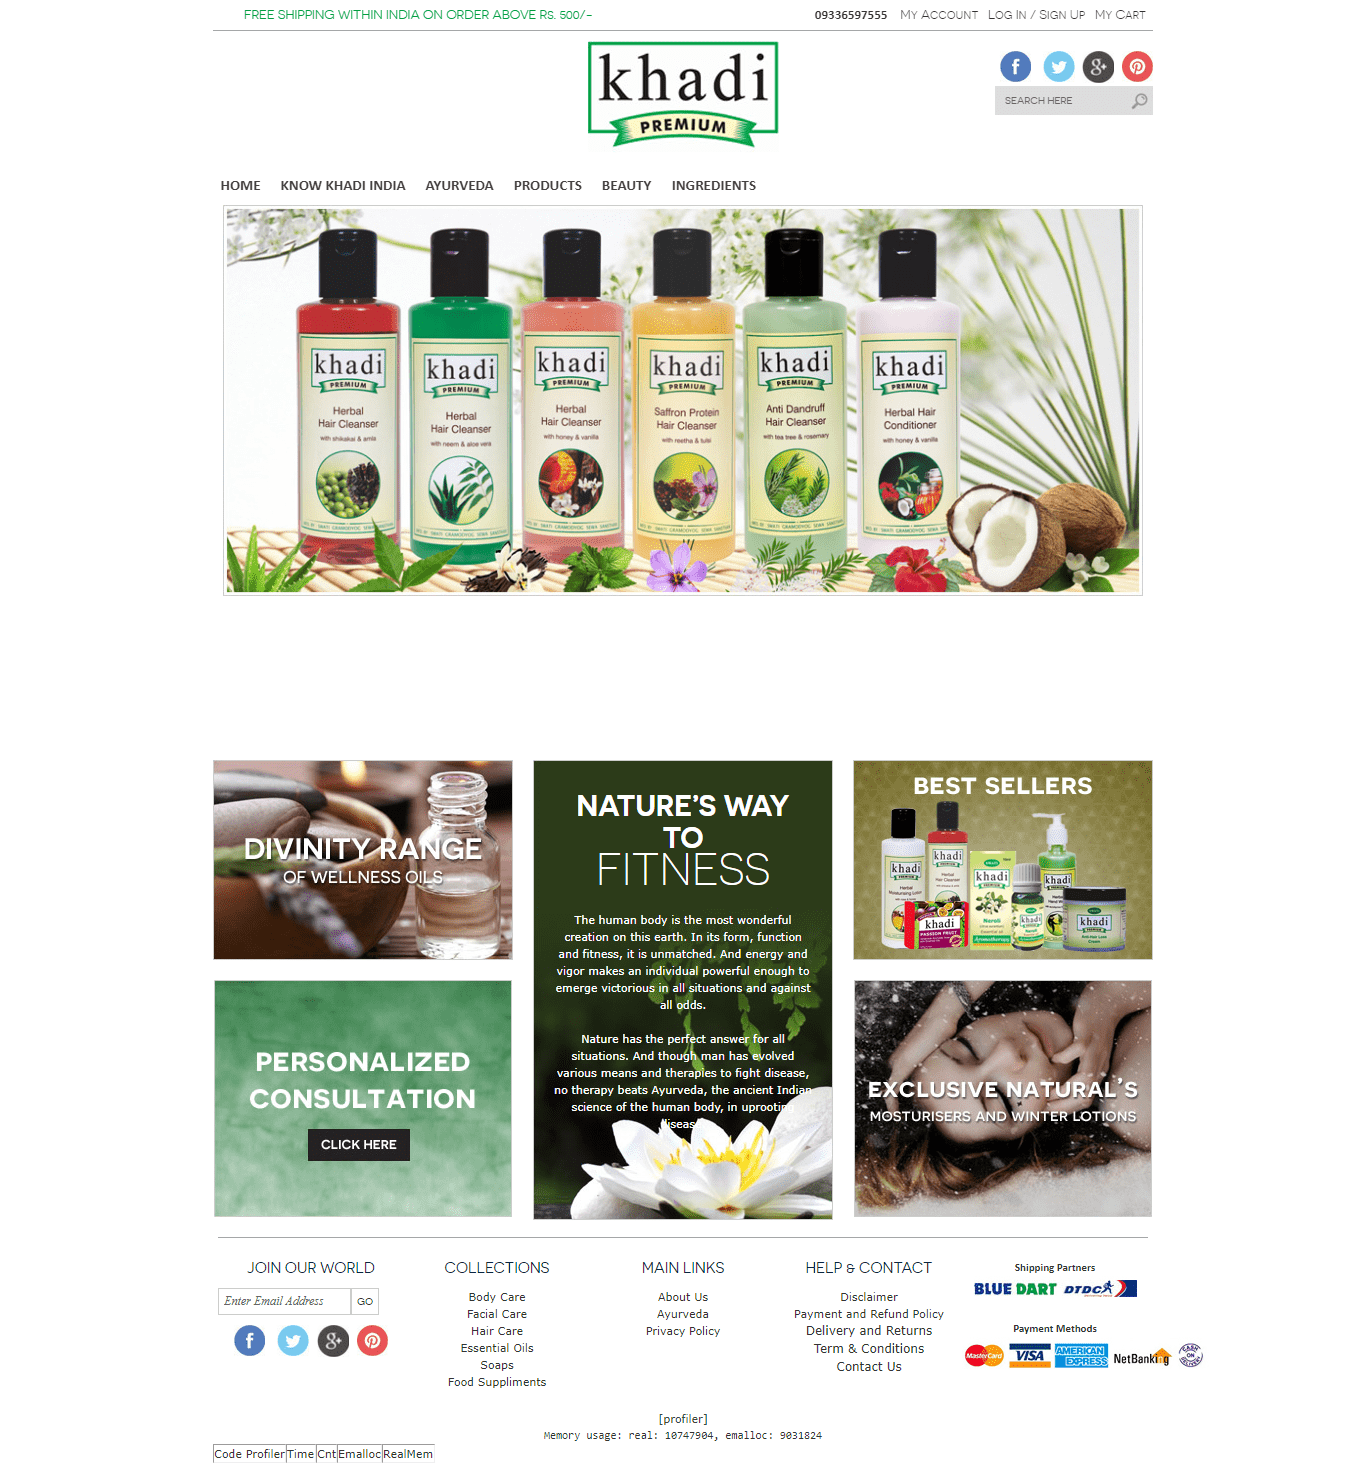 FREE SHIPPING WITHIN INDIA ON ORDER ABOVE RS. 500/-
09336597555 MY ACCOUNT LOG IN / SIGN UP MY CART
khadi
PREMIUM
SEARCH HERE
HOME KNOW KHADI INDIA AYURVEDA PRODUCTS BEAUTY INGREDIENTS
khadi
PREMIUM
Herbal
Hair Cleanser
with shikakai & amla
khadi
PREMIUM
Herbal
Hair Cleanser
with neem & aloe vera
khadi
PREMIUM
Herbal
Hair Cleanser
with honey & vanilla
khadi
PREMIUM
Saffron Protein
Hair Cleanser
with reetha & tulsi
khadi
PREMIUM
Anti Dandruff
Hair Cleanser
with tea tree & rosemary
khadi
PREMIUM
Herbal Hair
Conditioner
with honey & vanilla
DIVINITY RANGE
OF WELLNESS OILS
PERSONALIZED
CONSULTATION
CLICK HERE
NATURE'S WAY
TO
FITNESS
The human body is the most wonderful
creation on this earth. In its form, function
and fitness, it is unmatched. And energy and
vigor makes an individual powerful enough to
emerge victorious in all situations and against
all odds.
Nature has the perfect answer for all
situations. And though man has evolved
various means and therapies to fight disease,
no therapy beats Ayurveda, the ancient Indian
science of the human body, in uprooting
BEST SELLERS
khadi
khadi
khadi
khadi
khadi
khadi
PASSION FRUIT
Neroli
Aromatherapy
khadi
EXCLUSIVE NATURAL'S
MOSTURISERS AND WINTER LOTIONS
JOIN OUR WORLD
Enter Email Address GO
COLLECTIONS
Body Care
Facial Care
Hair Care
Essential Oils
Soaps
Food Suppliments
MAIN LINKS
About Us
Ayurveda
Privacy Policy
HELP & CONTACT
Disclaimer
Payment and Refund Policy
Delivery and Returns
Term & Conditions
Contact Us
Shipping Partners
BLUE DART DTDC
Payment Methods
MasterCard VISA AMERICAN EXPRESS NetBanking CASH ON DELIVERY
[profiler]
Memory usage: real: 10747904, emalloc: 9031824
Code Profiler Time Cnt Emalloc RealMem